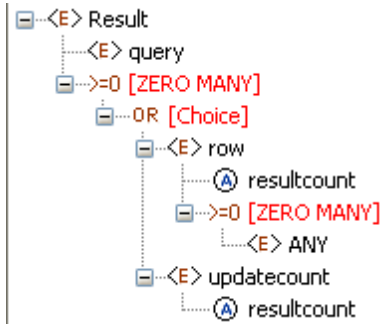 <E> Result
<E> query
>=0 [ZERO MANY]
OR [Choice]
<E> row
A resultcount
>=0 [ZERO MANY]
<E> ANY
<E> updatecount
A resultcount